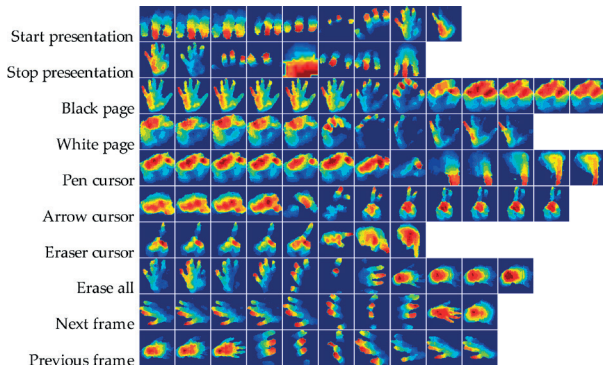 Start presentation
Stop preseentation
Black page
White page
Pen cursor
Arrow cursor
Eraser cursor
Erase all
Next frame
Previous frame